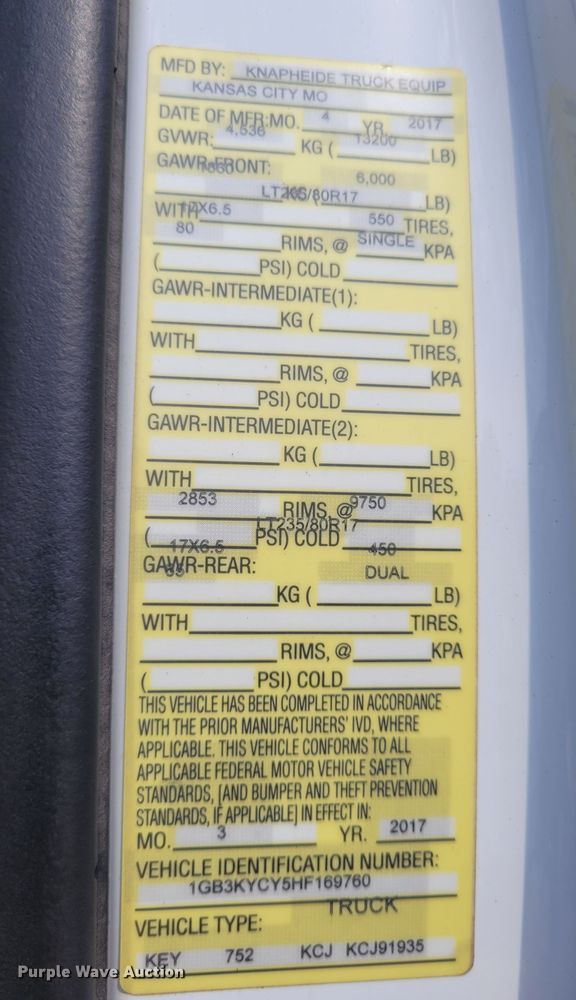 MFD BY: KNAPHEIDE TRUCK EQUIP
KANSAS CITY MO
DATE OF MFR:MO. 4 YR. 2017
GVWR: 4,536 KG ( 13200 LB)
GAWR-FRONT: 6,000
KG ( LB)
LT235/80R17
WITH 17X6.5 550 TIRES,
80 RIMS, @ SINGLE KPA
( PSI) COLD
GAWR-INTERMEDIATE(1):
KG ( LB)
WITH TIRES,
RIMS, @ KPA
( PSI) COLD
GAWR-INTERMEDIATE(2):
KG ( LB)
WITH TIRES,
2853 RIMS, @ 9750 KPA
LT235/80R17
( PSI) COLD
17X6.5 450
GAWR-REAR: 65 DUAL
KG ( LB)
WITH TIRES,
RIMS, @ KPA
( PSI) COLD
THIS VEHICLE HAS BEEN COMPLETED IN ACCORDANCE
WITH THE PRIOR MANUFACTURERS' IVD, WHERE
APPLICABLE. THIS VEHICLE CONFORMS TO ALL
APPLICABLE FEDERAL MOTOR VEHICLE SAFETY
STANDARDS, [AND BUMPER AND THEFT PREVENTION
STANDARDS, IF APPLICABLE] IN EFFECT IN:
MO. 3 YR. 2017
VEHICLE IDENTIFICATION NUMBER:
1GB3KYCY5HF169760
TRUCK
VEHICLE TYPE:
KEY 752 KCJ KCJ91935
Purple Wave Auction